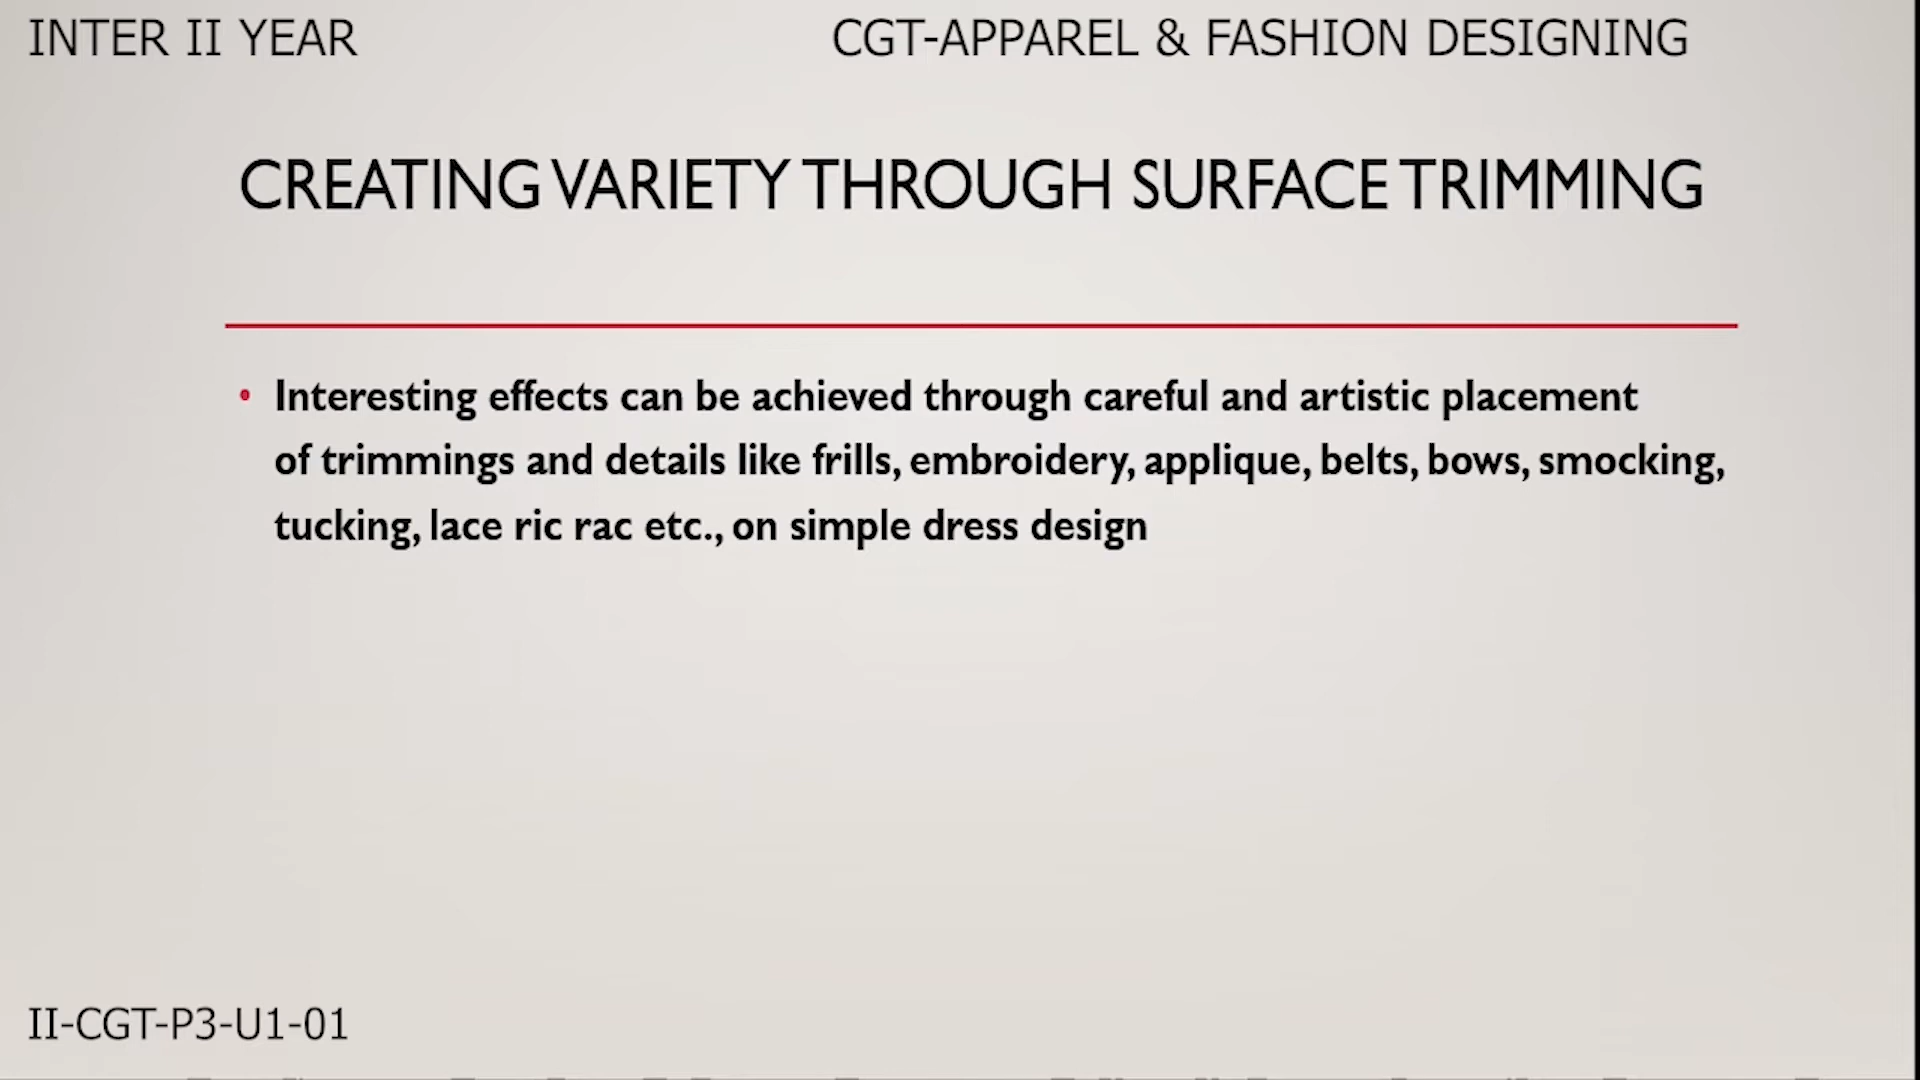 INTER II YEAR
CGT-APPAREL & FASHION DESIGNING
CREATING VARIETY THROUGH SURFACE TRIMMING
• Interesting effects can be achieved through careful and artistic placement
of trimmings and details like frills, embroidery, applique, belts, bows, smocking,
tucking, lace ric rac etc., on simple dress design
II-CGT-P3-U1-01